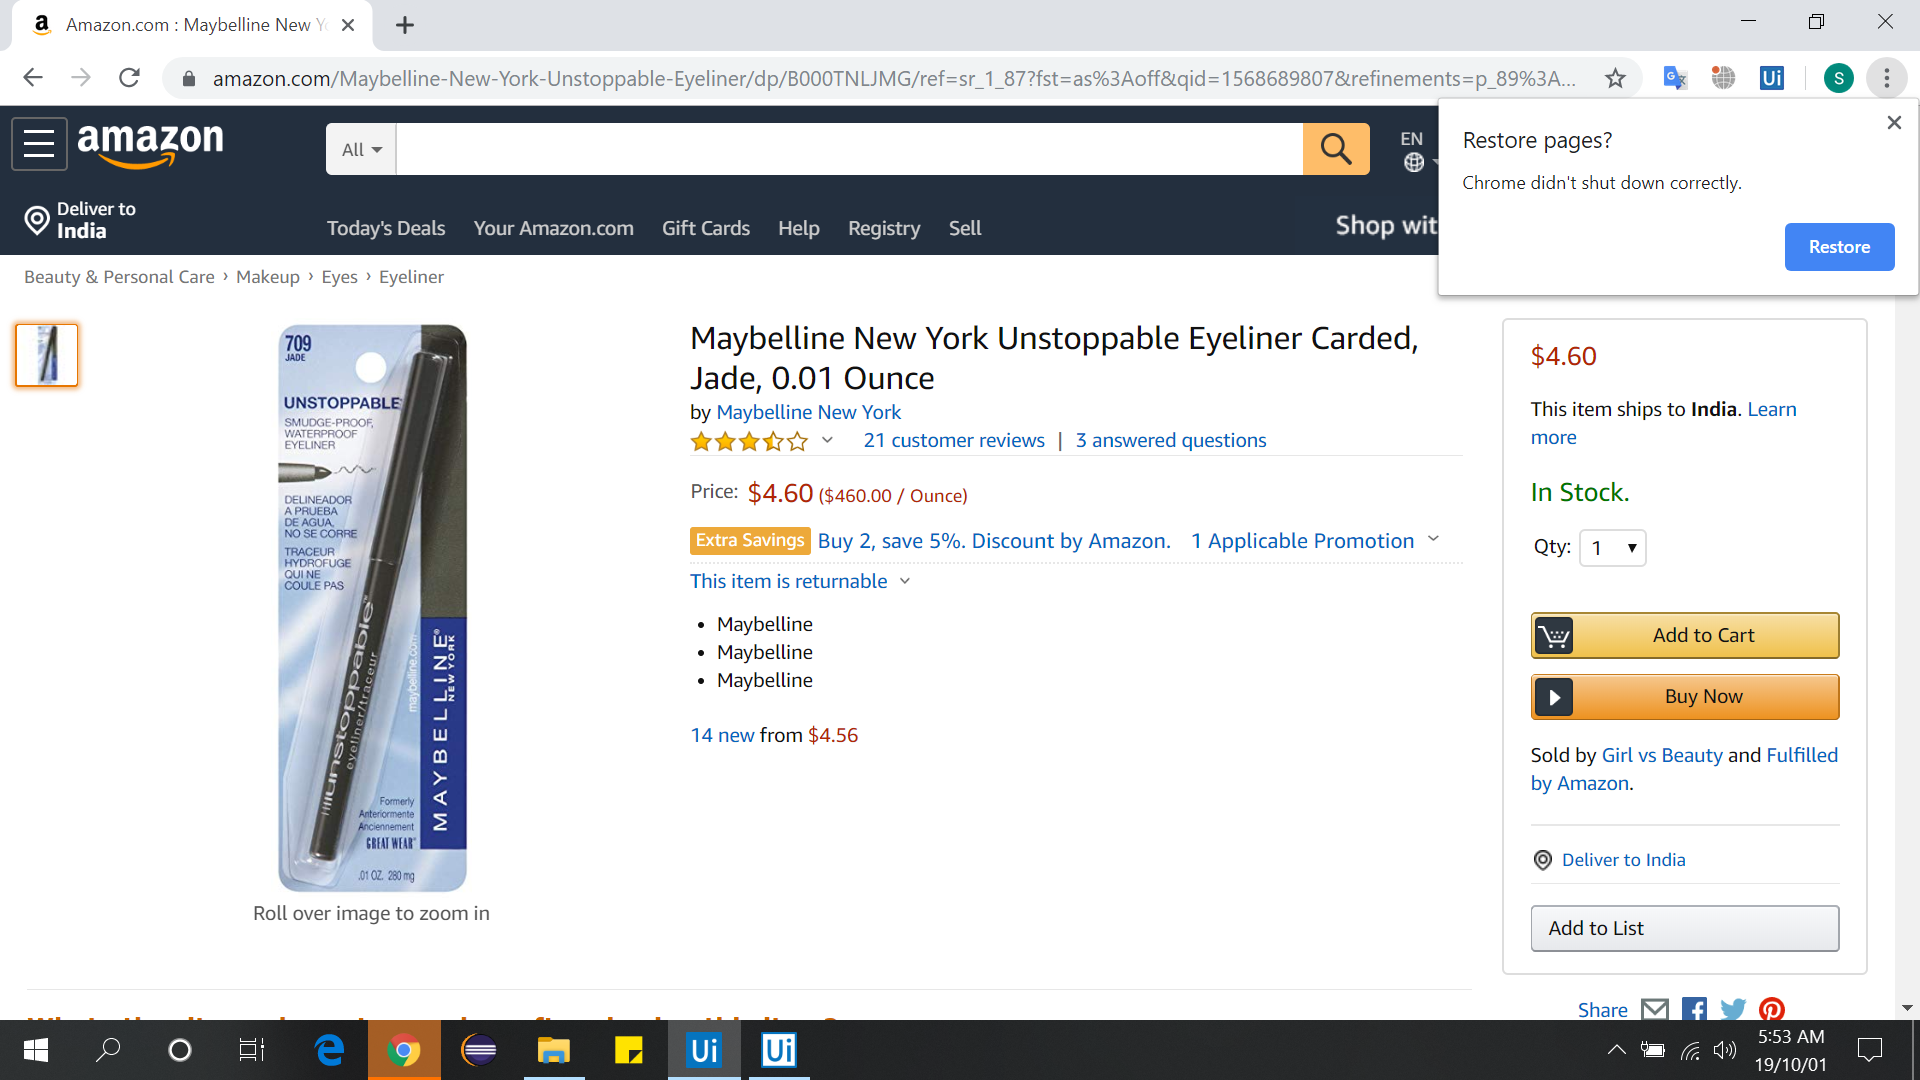 Amazon.com : Maybelline New Y
amazon.com/Maybelline-New-York-Unstoppable-Eyeliner/dp/B000TNLJMG/ref=sr_1_87?fst=as%3Aoff&qid=1568689807&refinements=p_89%3A...
Ui
S
Restore pages?
Chrome didn't shut down correctly.
Restore
amazon
All
EN
Deliver to
India
Today's Deals
Your Amazon.com
Gift Cards
Help
Registry
Sell
Shop wit
Beauty & Personal Care › Makeup › Eyes › Eyeliner
709
JADE
UNSTOPPABLE
SMUDGE-PROOF,
WATERPROOF
EYELINER
DELINEADOR
A PRUEBA
DE AGUA,
NO SE CORRE
TRACEUR
HYDROFUGE
QUI NE
COULE PAS
unstoppable™
eyeliner/traceur
maybelline.com
MAYBELLINE®
NEW YORK
Formerly
Anteriormente
Anciennement
GREAT WEAR®
.01 OZ. 280 mg
Roll over image to zoom in
Maybelline New York Unstoppable Eyeliner Carded,
Jade, 0.01 Ounce
by Maybelline New York
21 customer reviews | 3 answered questions
Price: $4.60 ($460.00 / Ounce)
Extra Savings Buy 2, save 5%. Discount by Amazon. 1 Applicable Promotion
This item is returnable
• Maybelline
• Maybelline
• Maybelline
14 new from $4.56
$4.60
This item ships to India. Learn
more
In Stock.
Qty: 1
Add to Cart
Buy Now
Sold by Girl vs Beauty and Fulfilled
by Amazon.
Deliver to India
Add to List
Share
Ui
Ui
5:53 AM
19/10/01